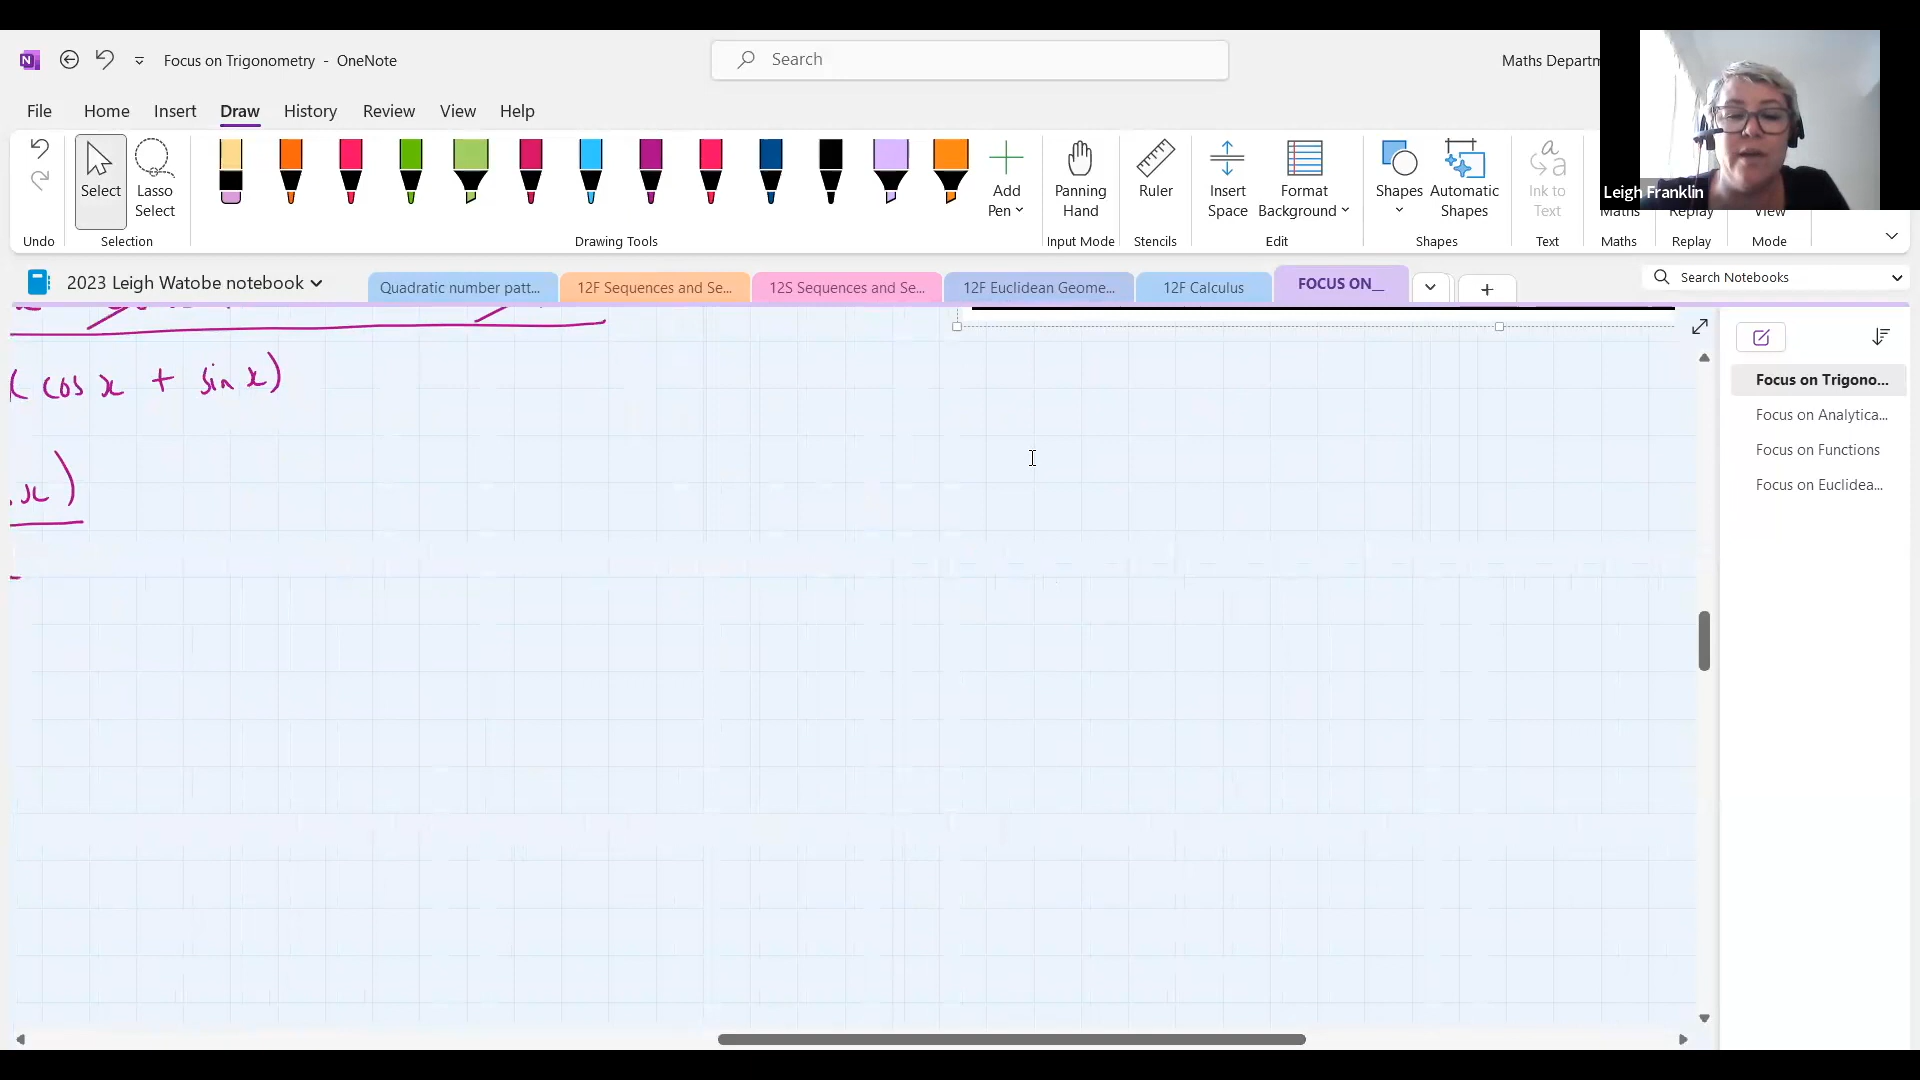 Focus on Trigonometry - OneNote
Search
Maths Departm
File
Home
Insert
Draw
History
Review
View
Help
Select
Lasso
Select
Add
Pen
Panning
Hand
Ruler
Insert
Space
Format
Background
Shapes
Automatic
Shapes
Ink to
Text
Maths
Replay
View
Leigh Franklin
Undo
Selection
Drawing Tools
Input Mode
Stencils
Edit
Shapes
Text
Maths
Replay
Mode
2023 Leigh Watobe notebook
Quadratic number patt...
12F Sequences and Se...
12S Sequences and Se...
12F Euclidean Geome...
12F Calculus
FOCUS ON__
Search Notebooks
Focus on Trigono...
Focus on Analytica...
Focus on Functions
Focus on Euclidea...
( cos x + sin x)
x )